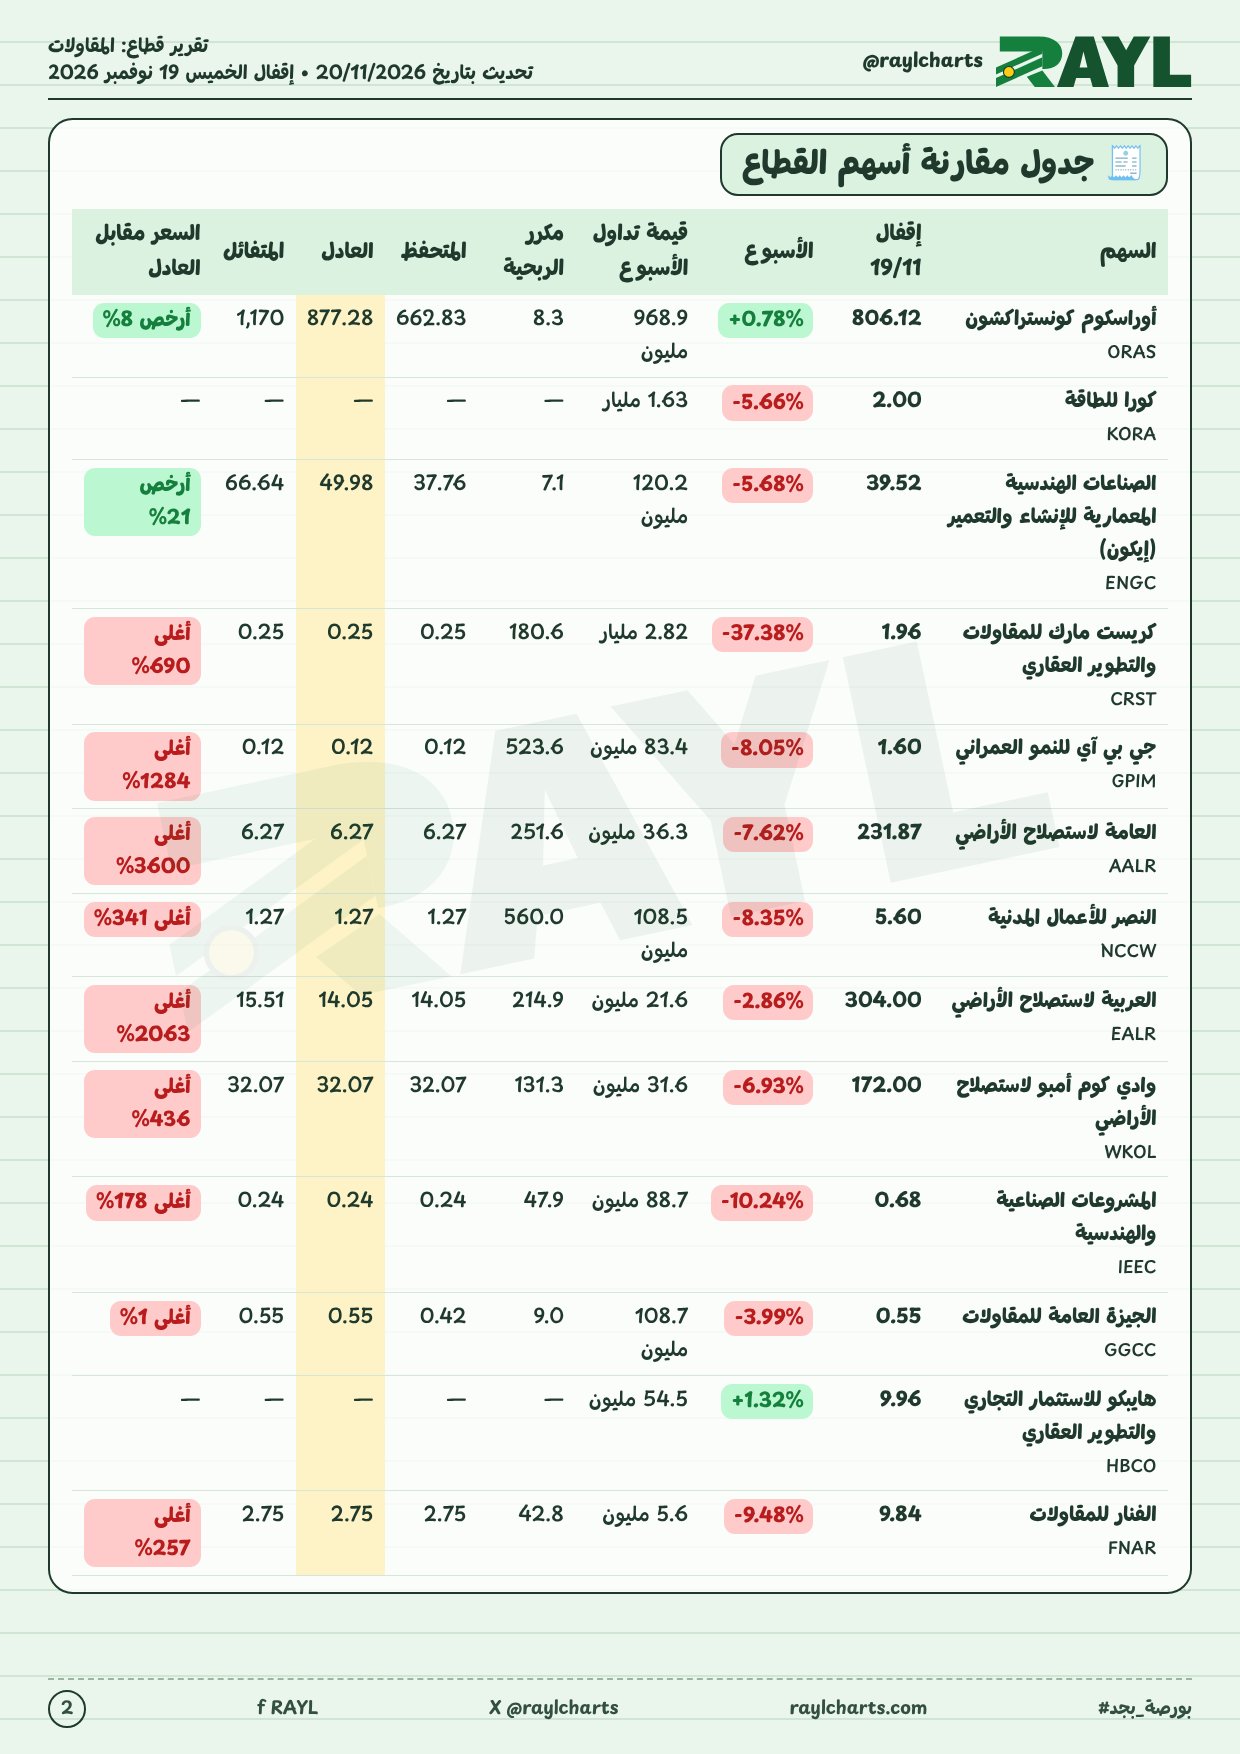 RAYL
@raylcharts
تقرير قطاع: المقاولات
تحديث بتاريخ 20/11/2026 • إقفال الخميس 19 نوفمبر 2026
جدول مقارنة أسهم القطاع
السهم
إقفال 19/11
الأسبوع
قيمة تداول الأسبوع
مكرر الربحية
المتحفظ
العادل
المتفائل
السعر مقابل العادل
أوراسكوم كونستراكشون
ORAS
806.12
+0.78%
968.9 مليون
8.3
662.83
877.28
1,170
أرخص 8%
كورا للطاقة
KORA
2.00
-5.66%
1.63 مليار
—
—
—
—
—
الصناعات الهندسية
المعمارية للإنشاء والتعمير
(إيكون)
ENGC
39.52
-5.68%
120.2 مليون
7.1
37.76
49.98
66.64
أرخص 21%
كريست مارك للمقاولات
والتطوير العقاري
CRST
1.96
-37.38%
2.82 مليار
180.6
0.25
0.25
0.25
أغلى 690%
جي بي آي للنمو العمراني
GPIM
1.60
-8.05%
83.4 مليون
523.6
0.12
0.12
0.12
أغلى 1284%
العامة لاستصلاح الأراضي
AALR
231.87
-7.62%
36.3 مليون
251.6
6.27
6.27
6.27
أغلى 3600%
النصر للأعمال المدنية
NCCW
5.60
-8.35%
108.5 مليون
560.0
1.27
1.27
1.27
أغلى 341%
العربية لاستصلاح الأراضي
EALR
304.00
-2.86%
21.6 مليون
214.9
14.05
14.05
15.51
أغلى 2063%
وادي كوم أمبو لاستصلاح
الأراضي
WKOL
172.00
-6.93%
31.6 مليون
131.3
32.07
32.07
32.07
أغلى 436%
المشروعات الصناعية
والهندسية
IEEC
0.68
-10.24%
88.7 مليون
47.9
0.24
0.24
0.24
أغلى 178%
الجيزة العامة للمقاولات
GGCC
0.55
-3.99%
108.7 مليون
9.0
0.42
0.55
0.55
أغلى 1%
هايبكو للاستثمار التجاري
والتطوير العقاري
HBCO
9.96
+1.32%
54.5 مليون
—
—
—
—
—
الفنار للمقاولات
FNAR
9.84
-9.48%
5.6 مليون
42.8
2.75
2.75
2.75
أغلى 257%
RAYL
#بورصة_بجد
raylcharts.com
X @raylcharts
f RAYL
2